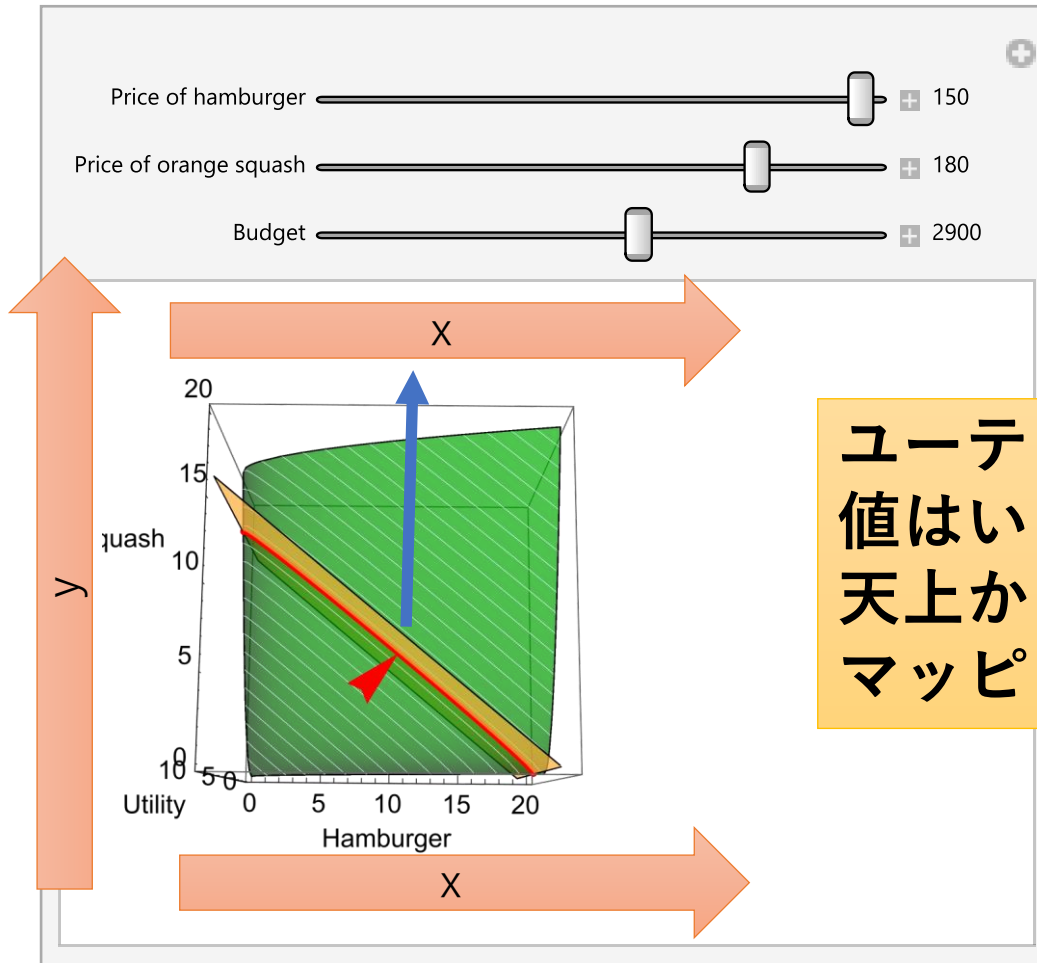 Price of hamburger 150
Price of orange squash 180
Budget 2900
X
20
15
quash
10
5
0
10 5 0
Utility
0 5 10 15 20
Hamburger
X
y
ユーテ
値はい
天上か
マッピ